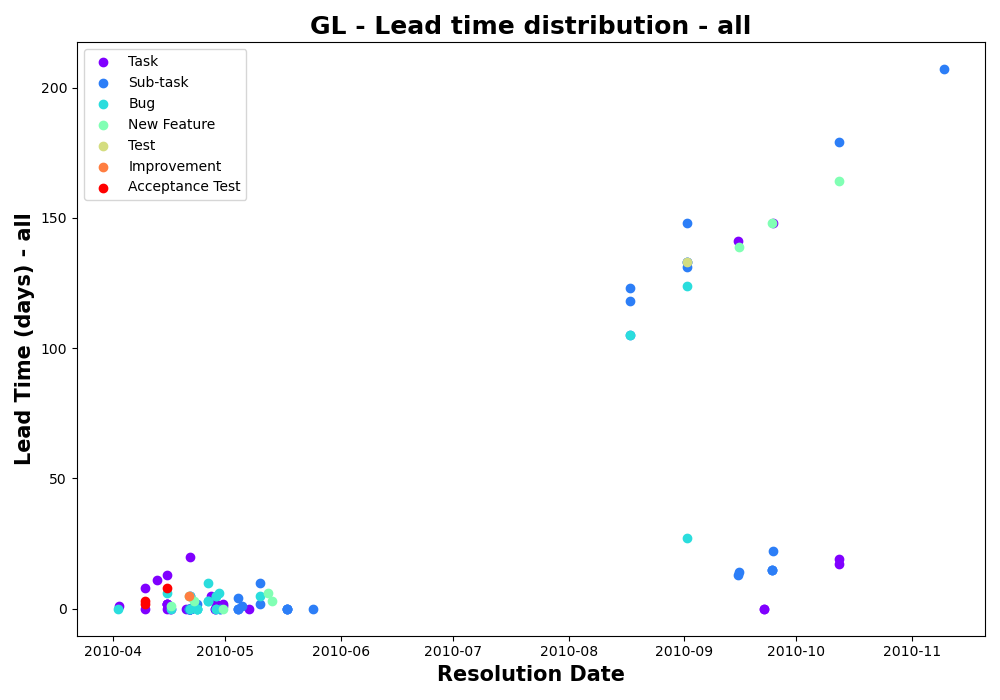 GL - Lead time distribution - all
Task
Sub-task
Bug
New Feature
Test
Improvement
Acceptance Test
Lead Time (days) - all
200
150
100
50
0
2010-04 2010-05 2010-06 2010-07 2010-08 2010-09 2010-10 2010-11
Resolution Date